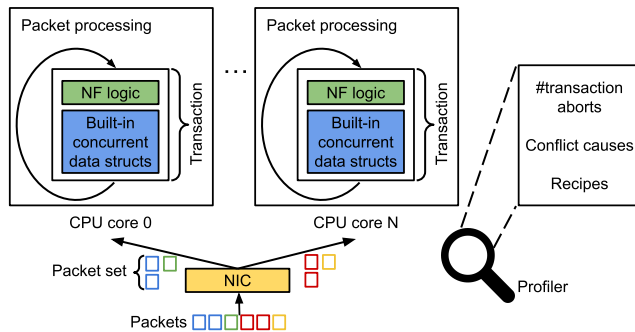 Packet processing
NF logic
Built-in
concurrent
data structs
Transaction
CPU core 0
...
Packet processing
NF logic
Built-in
concurrent
data structs
Transaction
CPU core N
#transaction
aborts
Conflict causes
Recipes
Profiler
Packet set
NIC
Packets